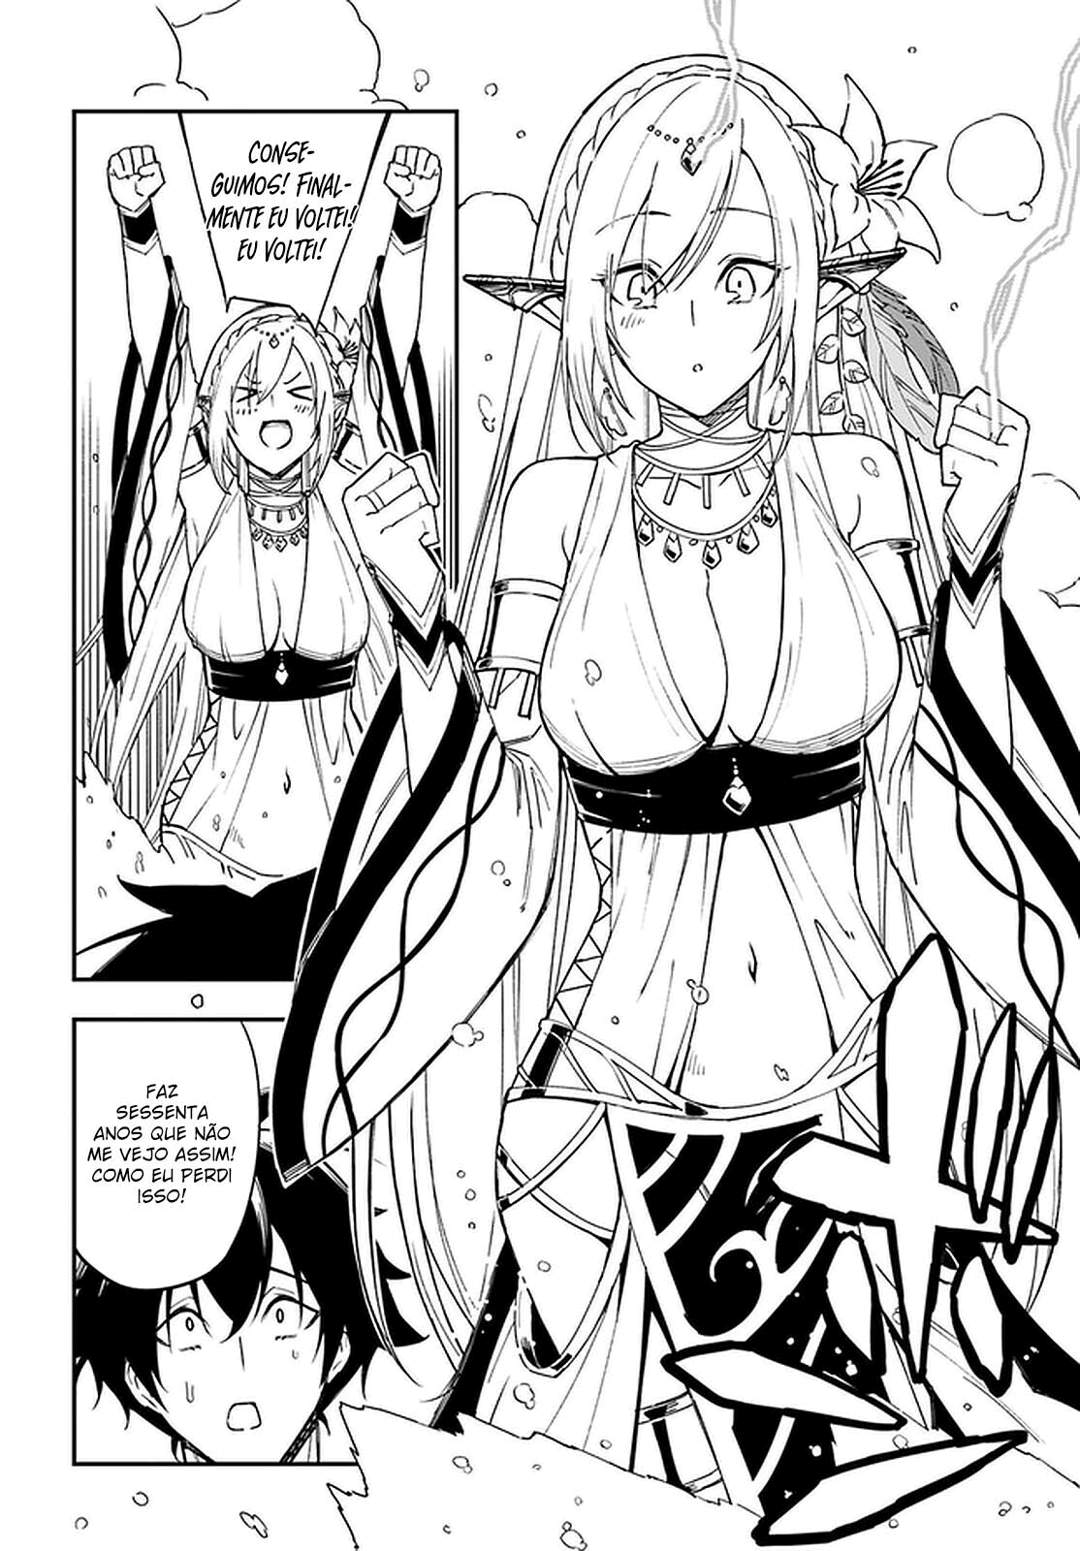 CONSE-
GUIMOS! FINAL-
MENTE EU VOLTEI!
EU VOLTEI!
FAZ
SESSENTA
ANOS QUE NÃO
ME VEJO ASSIM!
COMO EU PERDI
ISSO!